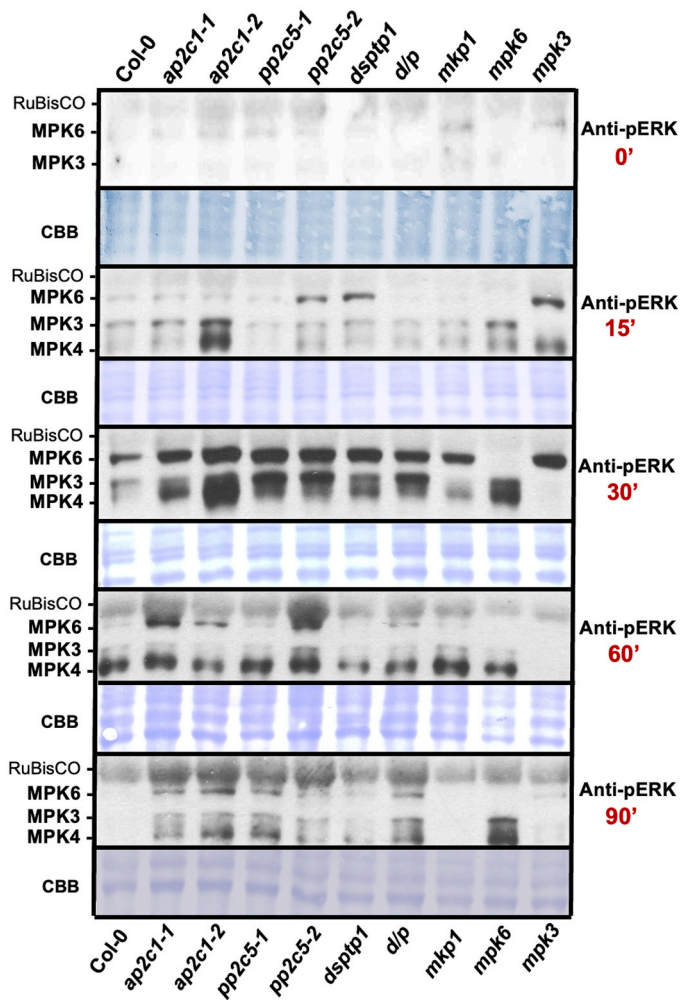 Col-0 ap2c1-1 ap2c1-2 pp2c5-1 pp2c5-2 dsptp1 d/p mkp1 mpk6 mpk3
RuBisCO
MPK6
MPK3
Anti-pERK
0’
CBB
RuBisCO
MPK6
MPK3
MPK4
Anti-pERK
15’
CBB
RuBisCO
MPK6
MPK3
MPK4
Anti-pERK
30’
CBB
RuBisCO
MPK6
MPK3
MPK4
Anti-pERK
60’
CBB
RuBisCO
MPK6
MPK3
MPK4
Anti-pERK
90’
CBB
Col-0 ap2c1-1 ap2c1-2 pp2c5-1 pp2c5-2 dsptp1 d/p mkp1 mpk6 mpk3